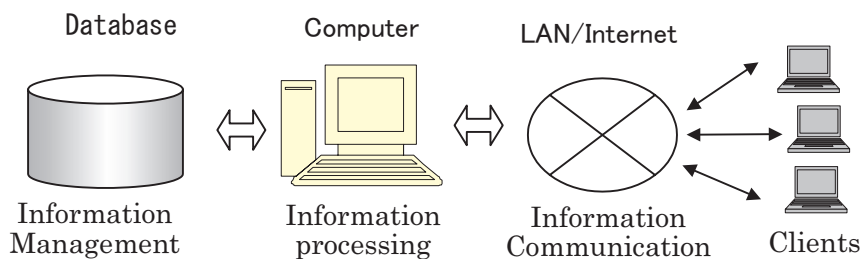 Database
Computer
LAN/Internet
Information
Management
Information
processing
Information
Communication
Clients